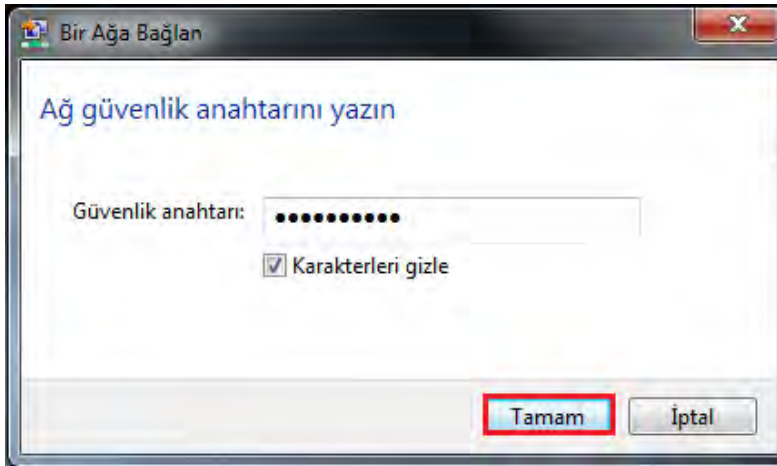 Bir Ağa Bağlan
Ağ güvenlik anahtarını yazın
Güvenlik anahtarı: ●●●●●●●●●●
Karakterleri gizle
Tamam İptal